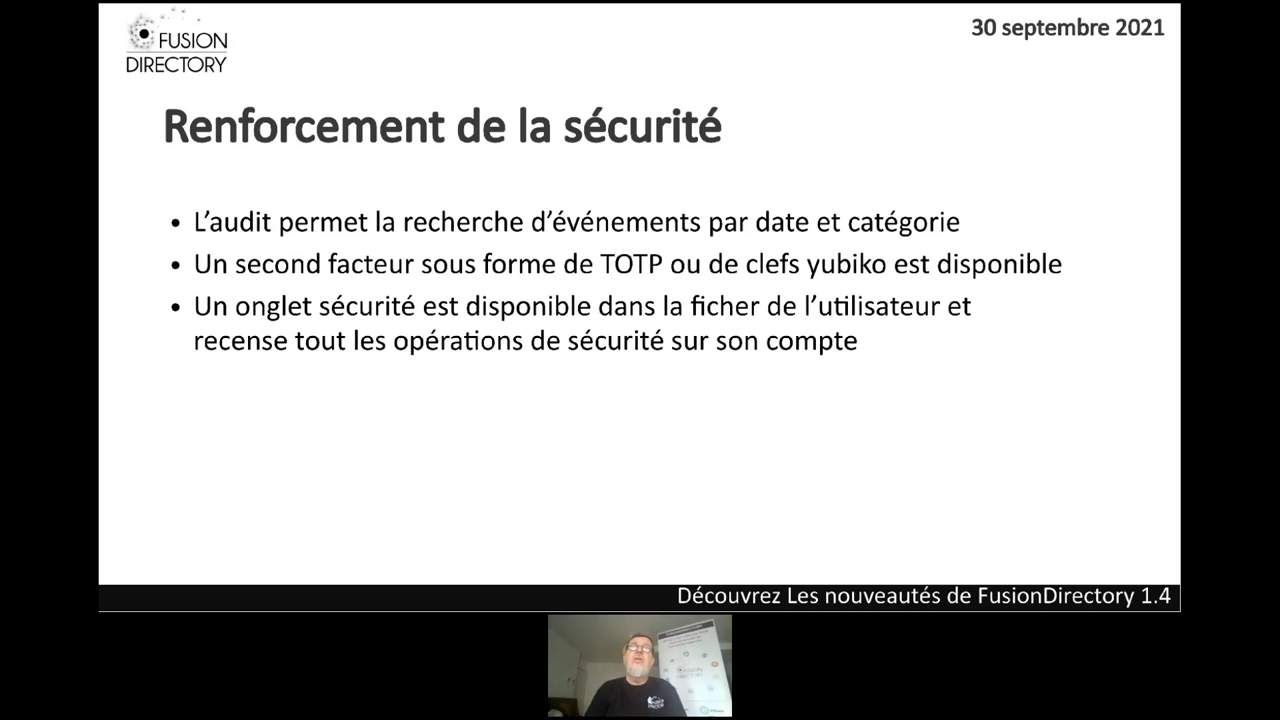 FUSION
DIRECTORY
30 septembre 2021
Renforcement de la sécurité
• L’audit permet la recherche d’événements par date et catégorie
• Un second facteur sous forme de TOTP ou de clefs yubiko est disponible
• Un onglet sécurité est disponible dans la ficher de l’utilisateur et
recense tout les opérations de sécurité sur son compte
Découvrez Les nouveautés de FusionDirectory 1.4
FUSION
DIRECTORY